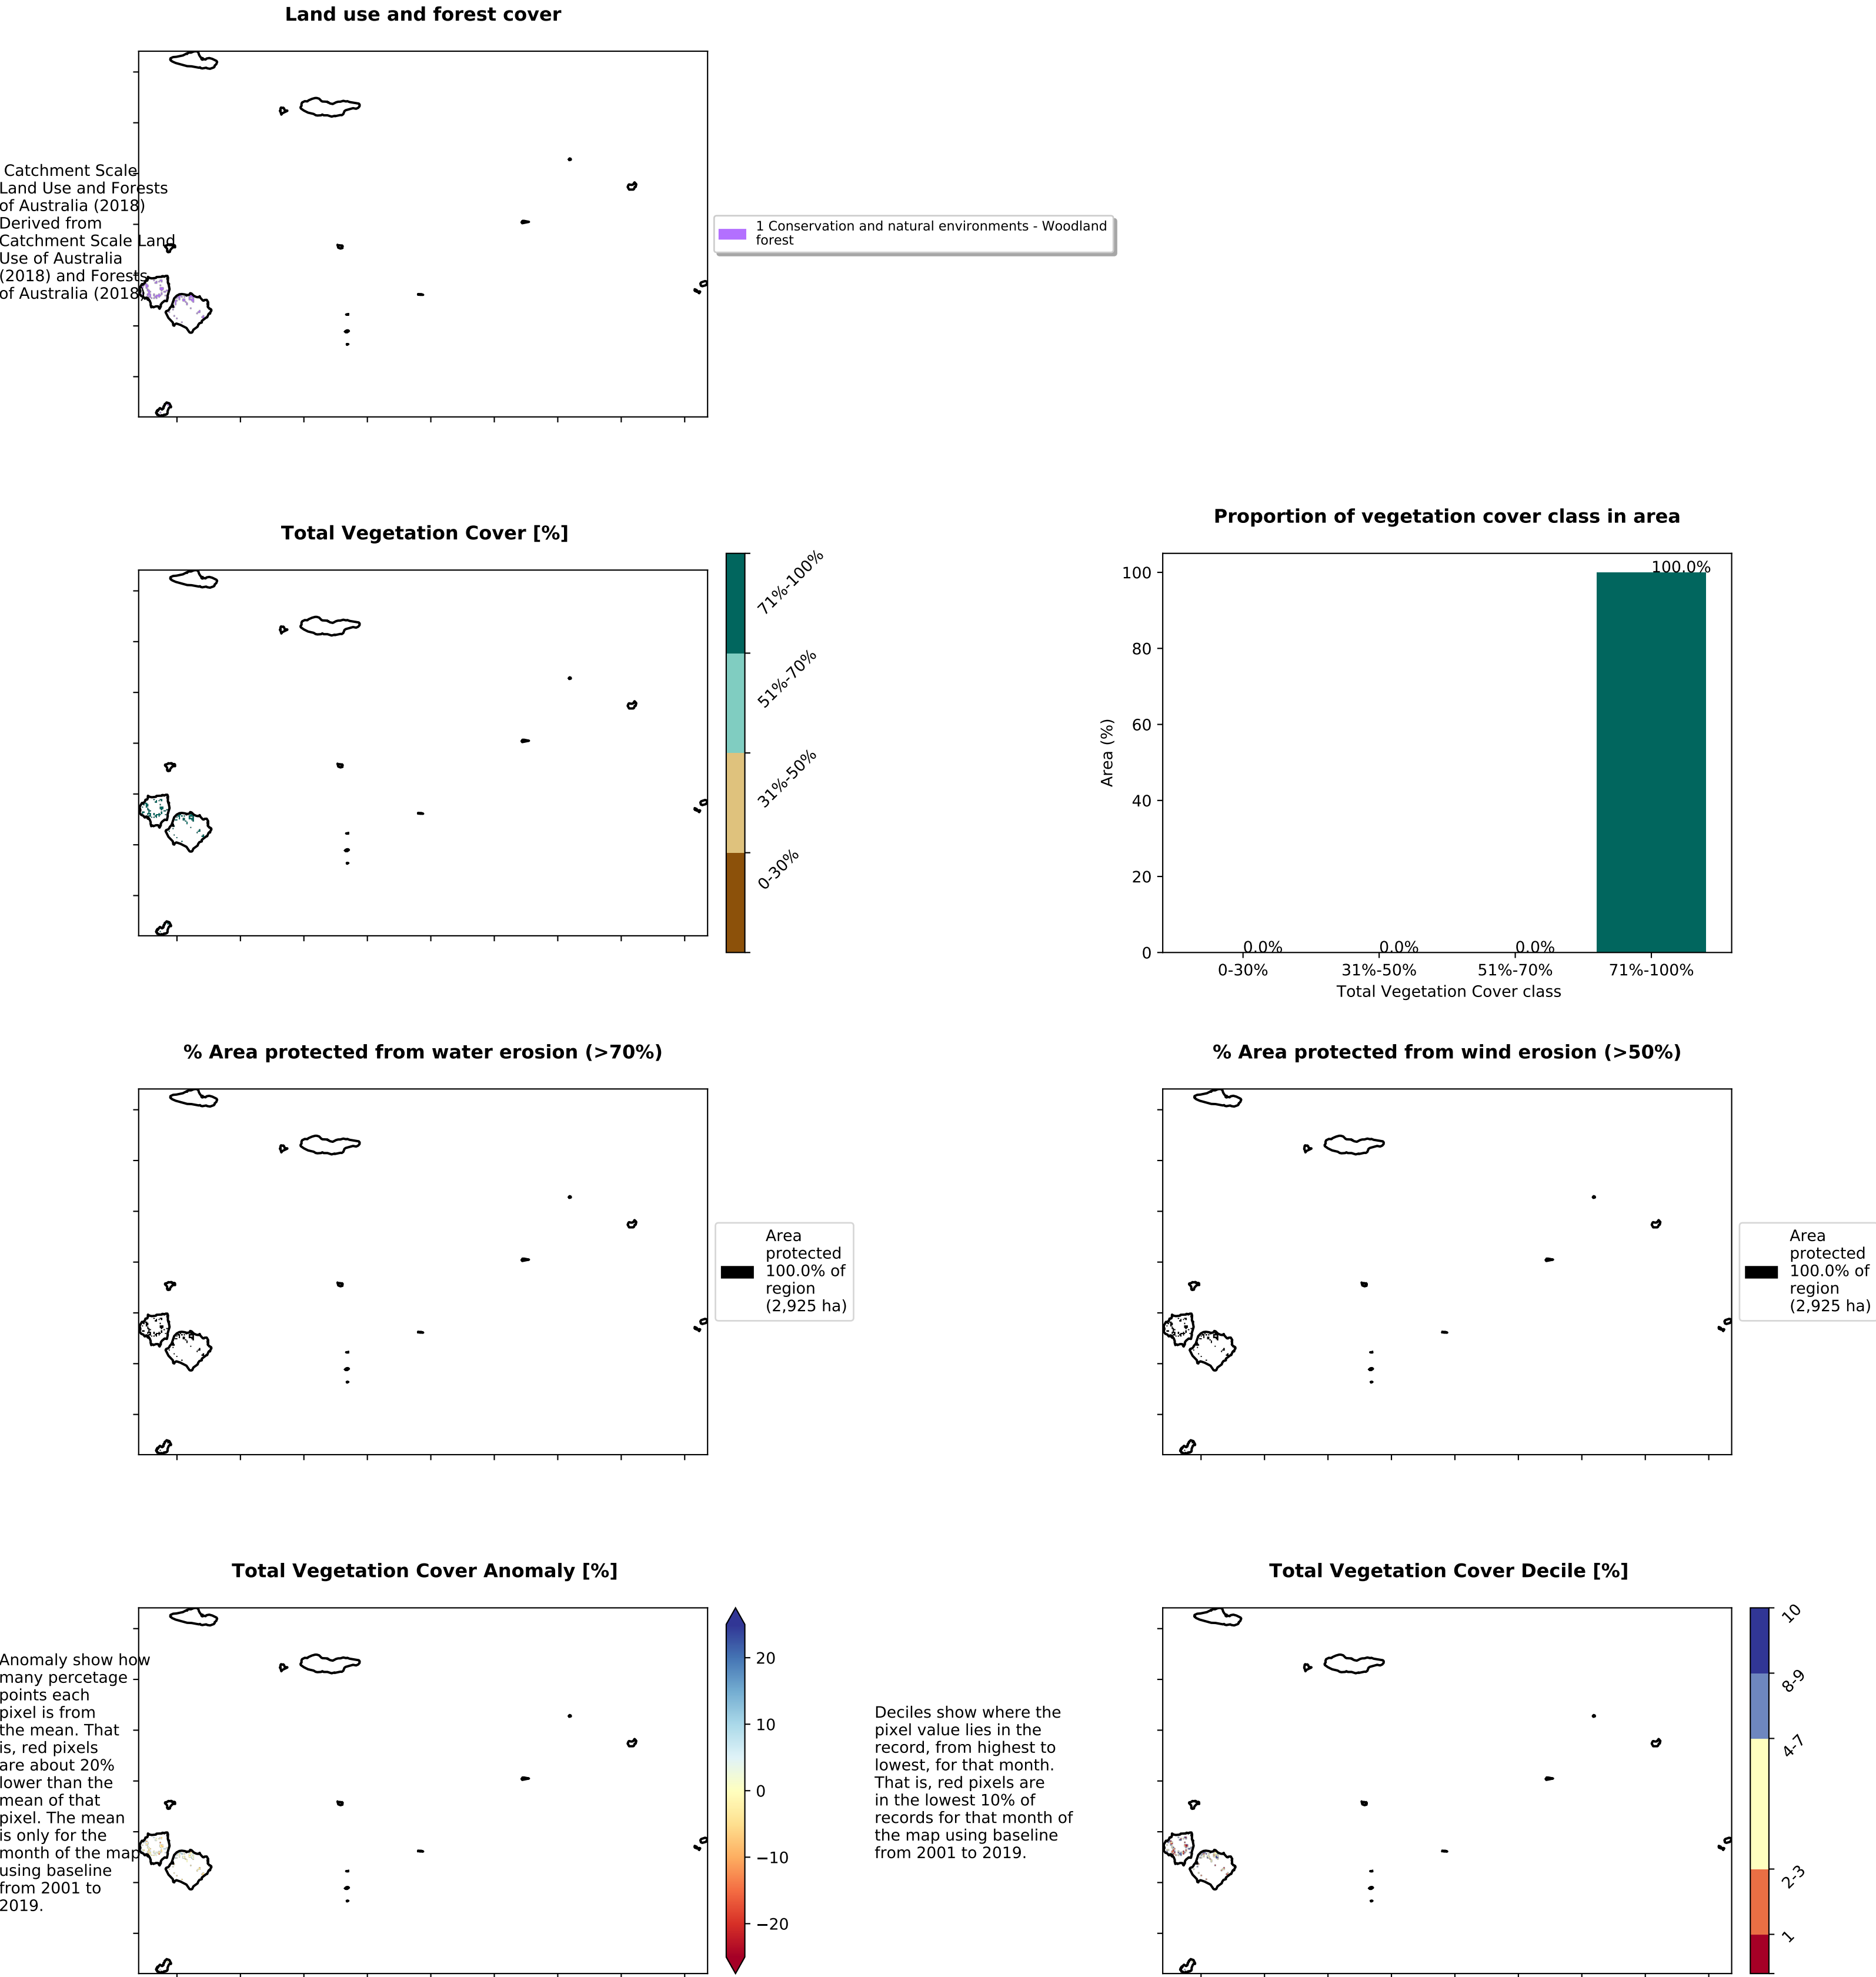 Land use and forest cover
Catchment Scale
Land Use and Forests
of Australia (2018)
Derived from
Catchment Scale Land
Use of Australia
(2018) and Forests
of Australia (2018)
1 Conservation and natural environments - Woodland
forest
Total Vegetation Cover [%]
71%-100%
51%-70%
31%-50%
0-30%
Proportion of vegetation cover class in area
100
80
60
40
20
0
Area (%)
100.0%
0.0%
0.0%
0.0%
0-30%
31%-50%
51%-70%
71%-100%
Total Vegetation Cover class
% Area protected from water erosion (>70%)
Area
protected
100.0% of
region
(2,925 ha)
% Area protected from wind erosion (>50%)
Area
protected
100.0% of
region
(2,925 ha)
Total Vegetation Cover Anomaly [%]
Anomaly show how
many percetage
points each
pixel is from
the mean. That
is, red pixels
are about 20%
lower than the
mean of that
pixel. The mean
is only for the
month of the map
using baseline
from 2001 to
2019.
20
10
0
−10
−20
Total Vegetation Cover Decile [%]
Deciles show where the
pixel value lies in the
record, from highest to
lowest, for that month.
That is, red pixels are
in the lowest 10% of
records for that month of
the map using baseline
from 2001 to 2019.
10
8-9
4-7
2-3
1